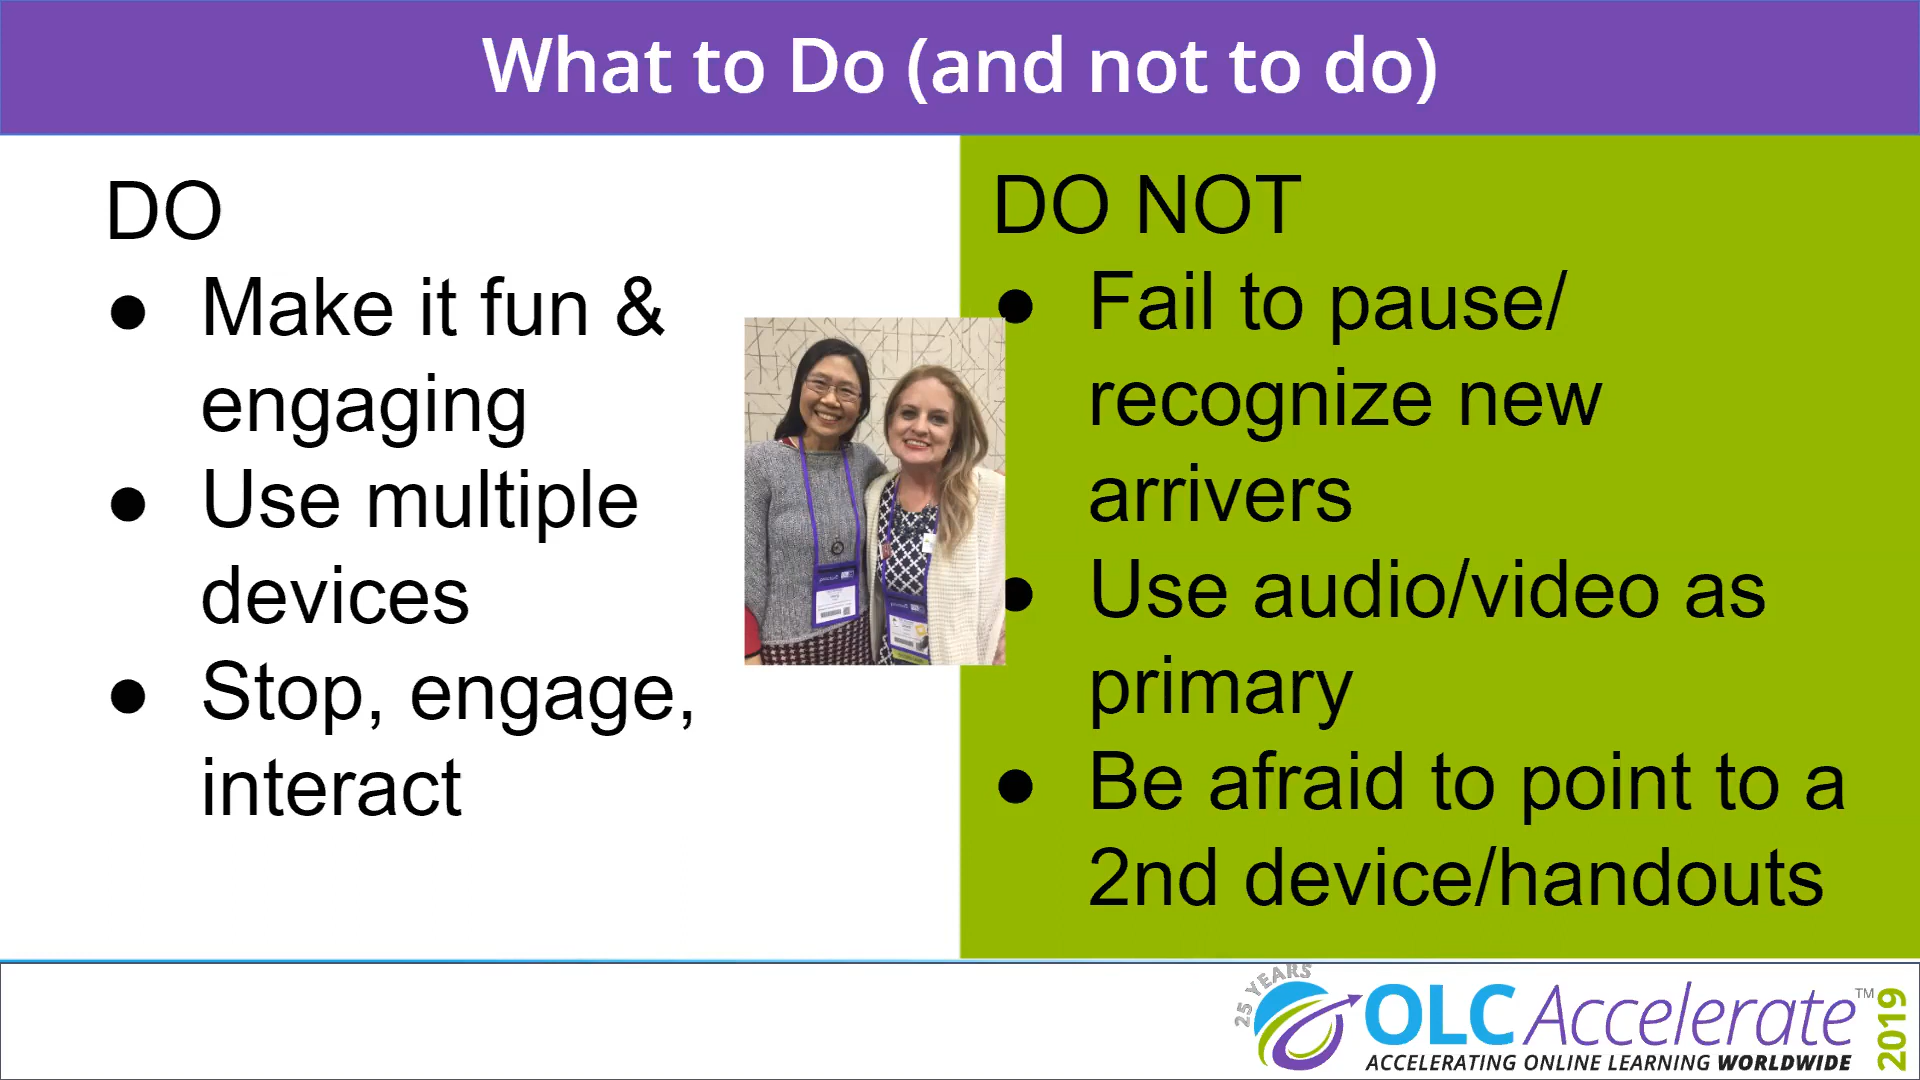 What to Do (and not to do)
DO
● Make it fun &
engaging
● Use multiple
devices
● Stop, engage,
interact
DO NOT
● Fail to pause/
recognize new
arrivers
● Use audio/video as
primary
● Be afraid to point to a
2nd device/handouts
25 YEARS
OLC Accelerate™
2019
ACCELERATING ONLINE LEARNING WORLDWIDE